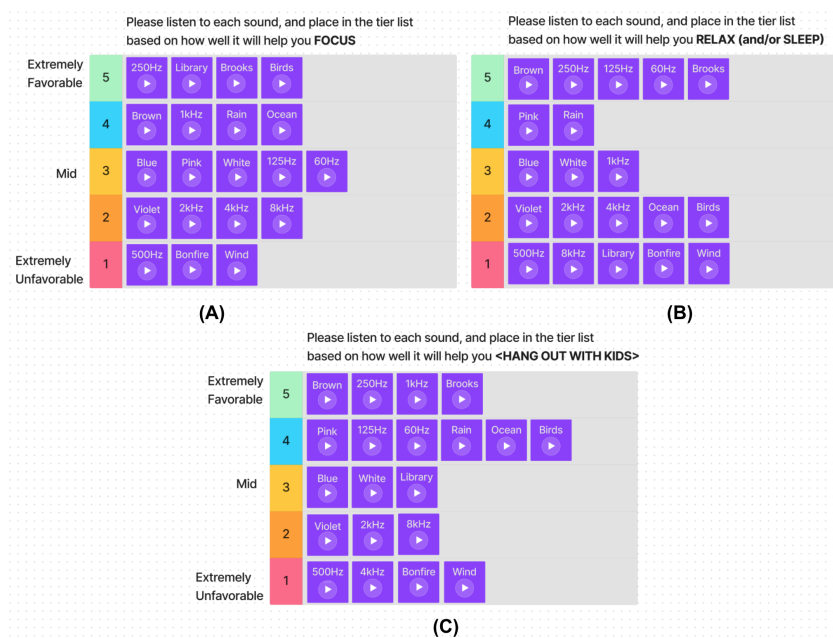 Please listen to each sound, and place in the tier list
based on how well it will help you FOCUS
Extremely
Favorable
5
250Hz Library Brooks Birds
4
Brown 1kHz Rain Ocean
Mid
3
Blue Pink White 125Hz 60Hz
2
Violet 2kHz 4kHz 8kHz
Extremely
Unfavorable
1
500Hz Bonfire Wind
(A)
Please listen to each sound, and place in the tier list
based on how well it will help you RELAX (and/or SLEEP)
5
Brown 250Hz 125Hz 60Hz Brooks
4
Pink Rain
3
Blue White 1kHz
2
Violet 2kHz 4kHz Ocean Birds
1
500Hz 8kHz Library Bonfire Wind
(B)
Please listen to each sound, and place in the tier list
based on how well it will help you <HANG OUT WITH KIDS>
Extremely
Favorable
5
Brown 250Hz 1kHz Brooks
4
Pink 125Hz 60Hz Rain Ocean Birds
Mid
3
Blue White Library
2
Violet 2kHz 8kHz
Extremely
Unfavorable
1
500Hz 4kHz Bonfire Wind
(C)